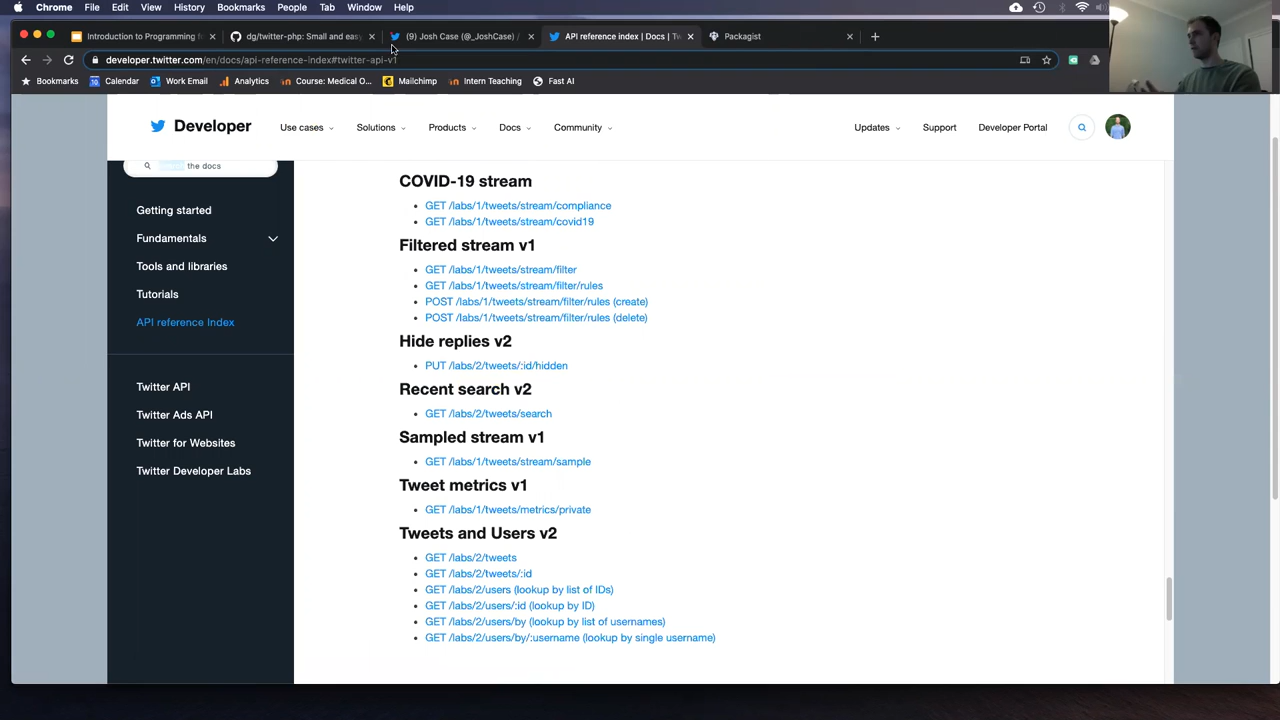 Chrome File Edit View History Bookmarks People Tab Window Help
Introduction to Programming f
dg/twitter-php: Small and easy
(9) Josh Case (@_JoshCase) /
API reference index | Docs | Tw
Packagist
developer.twitter.com/en/docs/api-reference-index#twitter-api-v1
Bookmarks Calendar Work Email Analytics Course: Medical O... Mailchimp Intern Teaching Fast AI
Developer Use cases Solutions Products Docs Community Updates Support Developer Portal
the docs
Getting started
Fundamentals
Tools and libraries
Tutorials
API reference Index
Twitter API
Twitter Ads API
Twitter for Websites
Twitter Developer Labs
COVID-19 stream
GET /labs/1/tweets/stream/compliance
GET /labs/1/tweets/stream/covid19
Filtered stream v1
GET /labs/1/tweets/stream/filter
GET /labs/1/tweets/stream/filter/rules
POST /labs/1/tweets/stream/filter/rules (create)
POST /labs/1/tweets/stream/filter/rules (delete)
Hide replies v2
PUT /labs/2/tweets/:id/hidden
Recent search v2
GET /labs/2/tweets/search
Sampled stream v1
GET /labs/1/tweets/stream/sample
Tweet metrics v1
GET /labs/1/tweets/metrics/private
Tweets and Users v2
GET /labs/2/tweets
GET /labs/2/tweets/:id
GET /labs/2/users (lookup by list of IDs)
GET /labs/2/users/:id (lookup by ID)
GET /labs/2/users/by (lookup by list of usernames)
GET /labs/2/users/by/:username (lookup by single username)